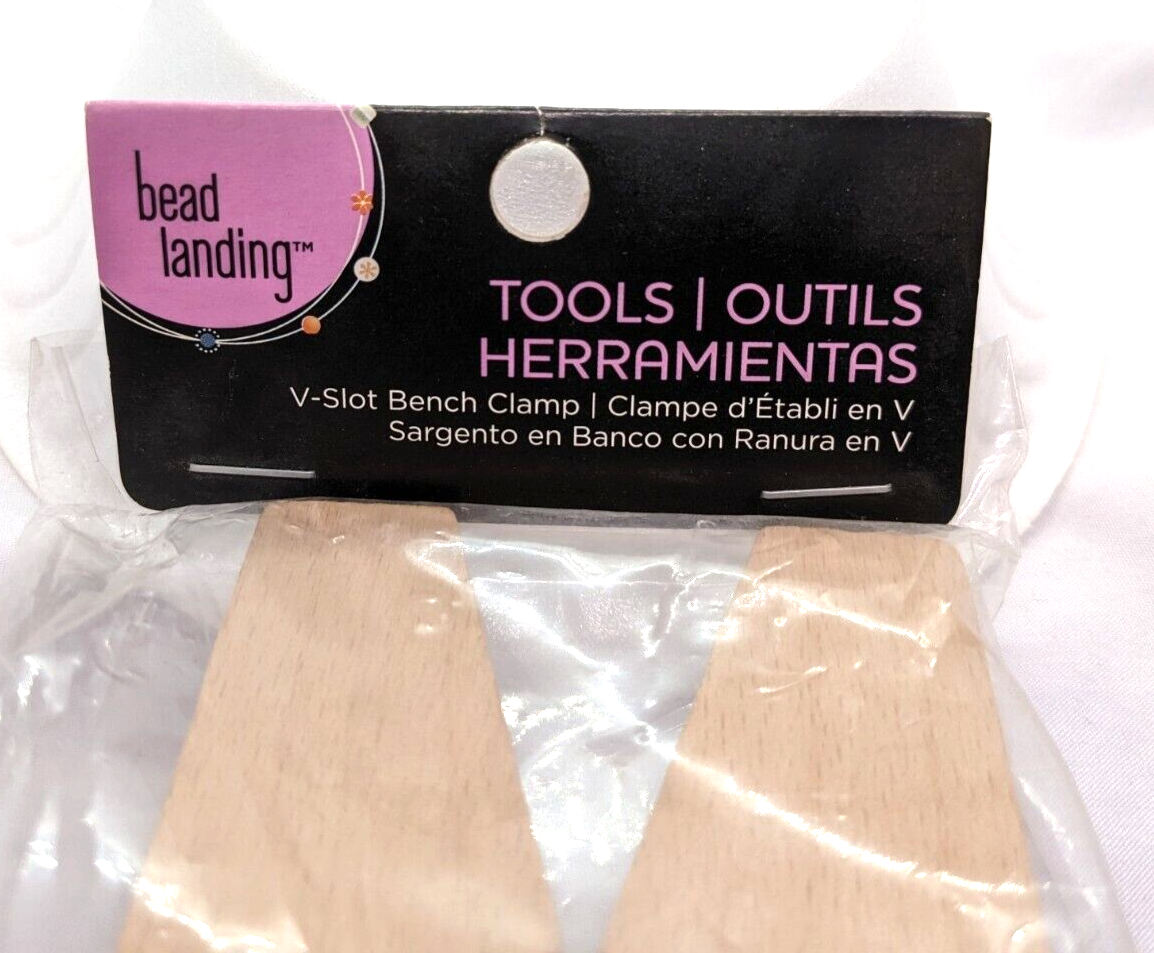 bead
landing™
TOOLS | OUTILS
HERRAMIENTAS
V-Slot Bench Clamp | Clampe d'Établi en V
Sargento en Banco con Ranura en V